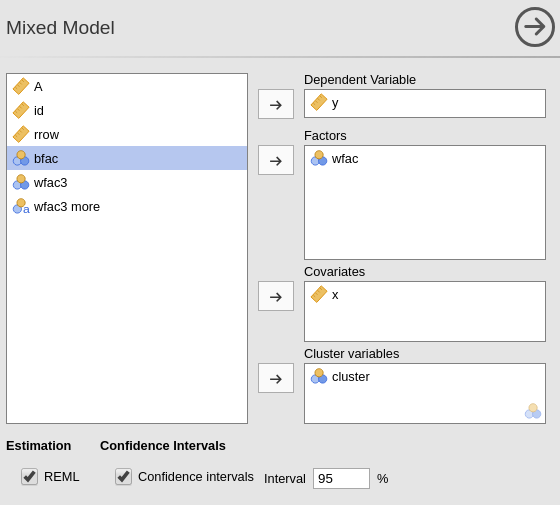 Mixed Model
A
id
rrow
bfac
wfac3
wfac3 more
Dependent Variable
y
Factors
wfac
Covariates
x
Cluster variables
cluster
Estimation
REML
Confidence Intervals
Confidence intervals Interval 95 %